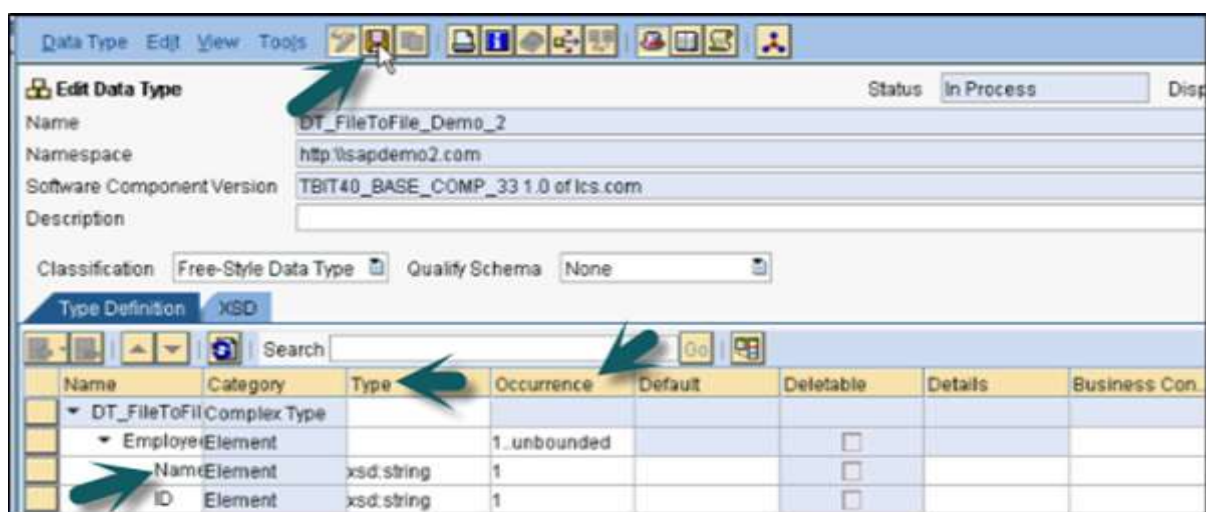 Data Type Edit View Tools
Edit Data Type Status In Process Disp
Name DT_FileToFile_Demo_2
Namespace http:\\sapdemo2.com
Software Component Version TBIT40_BASE_COMP_33 1.0 of lcs.com
Description
Classification Free-Style Data Type Qualify Schema None
Type Definition XSD
Search Go
Name Category Type Occurrence Default Deletable Details Business Con..
DT_FileToFil Complex Type
Employe Element 1..unbounded
Name Element xsd:string 1
ID Element xsd:string 1